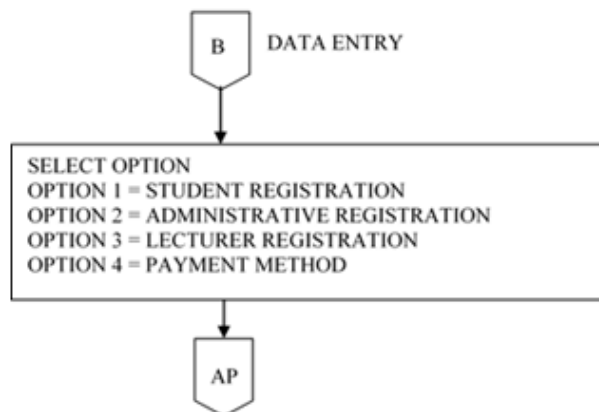 B
DATA ENTRY
SELECT OPTION
OPTION 1 = STUDENT REGISTRATION
OPTION 2 = ADMINISTRATIVE REGISTRATION
OPTION 3 = LECTURER REGISTRATION
OPTION 4 = PAYMENT METHOD
AP